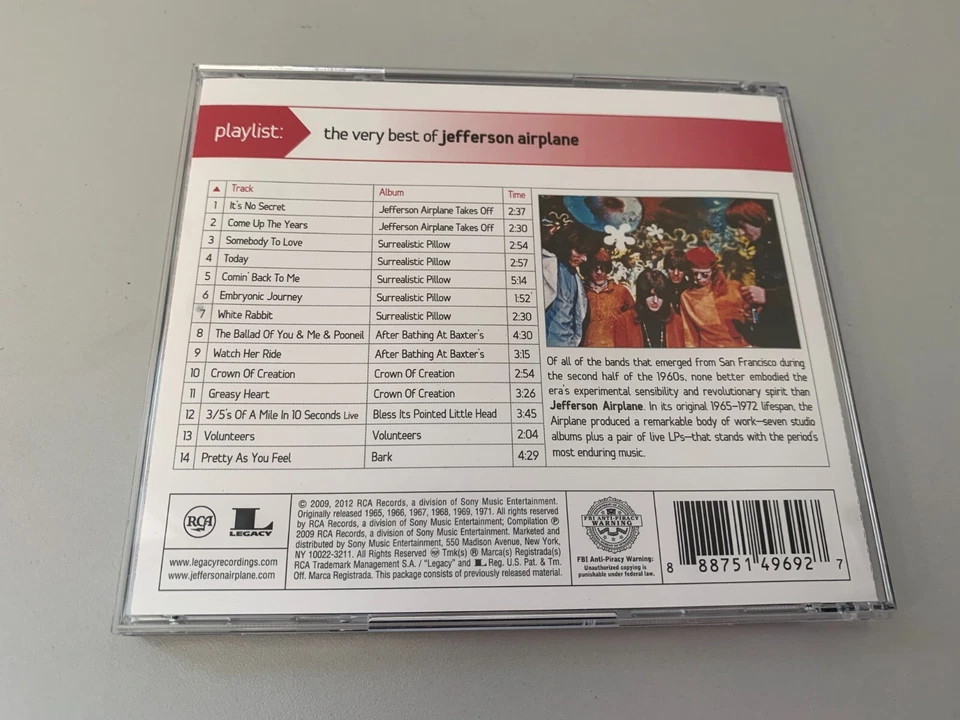 playlist: the very best of jefferson airplane
▲ Track Album Time
1 It's No Secret Jefferson Airplane Takes Off 2:37
2 Come Up The Years Jefferson Airplane Takes Off 2:30
3 Somebody To Love Surrealistic Pillow 2:54
4 Today Surrealistic Pillow 2:57
5 Comin' Back To Me Surrealistic Pillow 5:14
6 Embryonic Journey Surrealistic Pillow 1:52
7 White Rabbit Surrealistic Pillow 2:30
8 The Ballad Of You & Me & Pooneil After Bathing At Baxter's 4:30
9 Watch Her Ride After Bathing At Baxter's 3:15
10 Crown Of Creation Crown Of Creation 2:54
11 Greasy Heart Crown Of Creation 3:26
12 3/5's Of A Mile In 10 Seconds Live Bless Its Pointed Little Head 3:45
13 Volunteers Volunteers 2:04
14 Pretty As You Feel Bark 4:29
Of all of the bands that emerged from San Francisco during
the second half of the 1960s, none better embodied the
era's experimental sensibility and revolutionary spirit than
Jefferson Airplane. In its original 1965-1972 lifespan, the
Airplane produced a remarkable body of work—seven studio
albums plus a pair of live LPs—that stands with the period's
most enduring music.
RCA
L
LEGACY
www.legacyrecordings.com
www.jeffersonairplane.com
© 2009, 2012 RCA Records, a division of Sony Music Entertainment.
Originally released 1965, 1966, 1967, 1968, 1969, 1971. All rights reserved
by RCA Records, a division of Sony Music Entertainment; Compilation ℗
2009 RCA Records, a division of Sony Music Entertainment. Marketed and
distributed by Sony Music Entertainment, 550 Madison Avenue, New York,
NY 10022-3211. All Rights Reserved Tmk(s) ® Marca(s) Registrada(s)
RCA Trademark Management S.A. / "Legacy" and L Reg. U.S. Pat. & Tm.
Off. Marca Registrada. This package consists of previously released material.
FBI ANTI-PIRACY
WARNING
FBI Anti-Piracy Warning:
Unauthorized copying is
punishable under federal law.
8 88751 49692 7